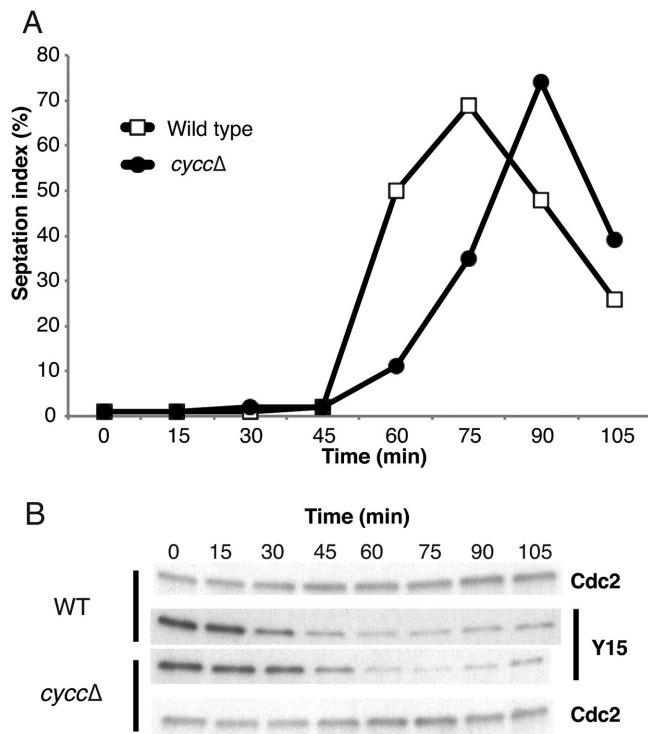 A
80
70
60
50
40
30
20
10
0
Septation index (%)
Wild type
cyccΔ
0 15 30 45 60 75 90 105
Time (min)
B
Time (min)
0 15 30 45 60 75 90 105
WT
Cdc2
Y15
cyccΔ
Cdc2